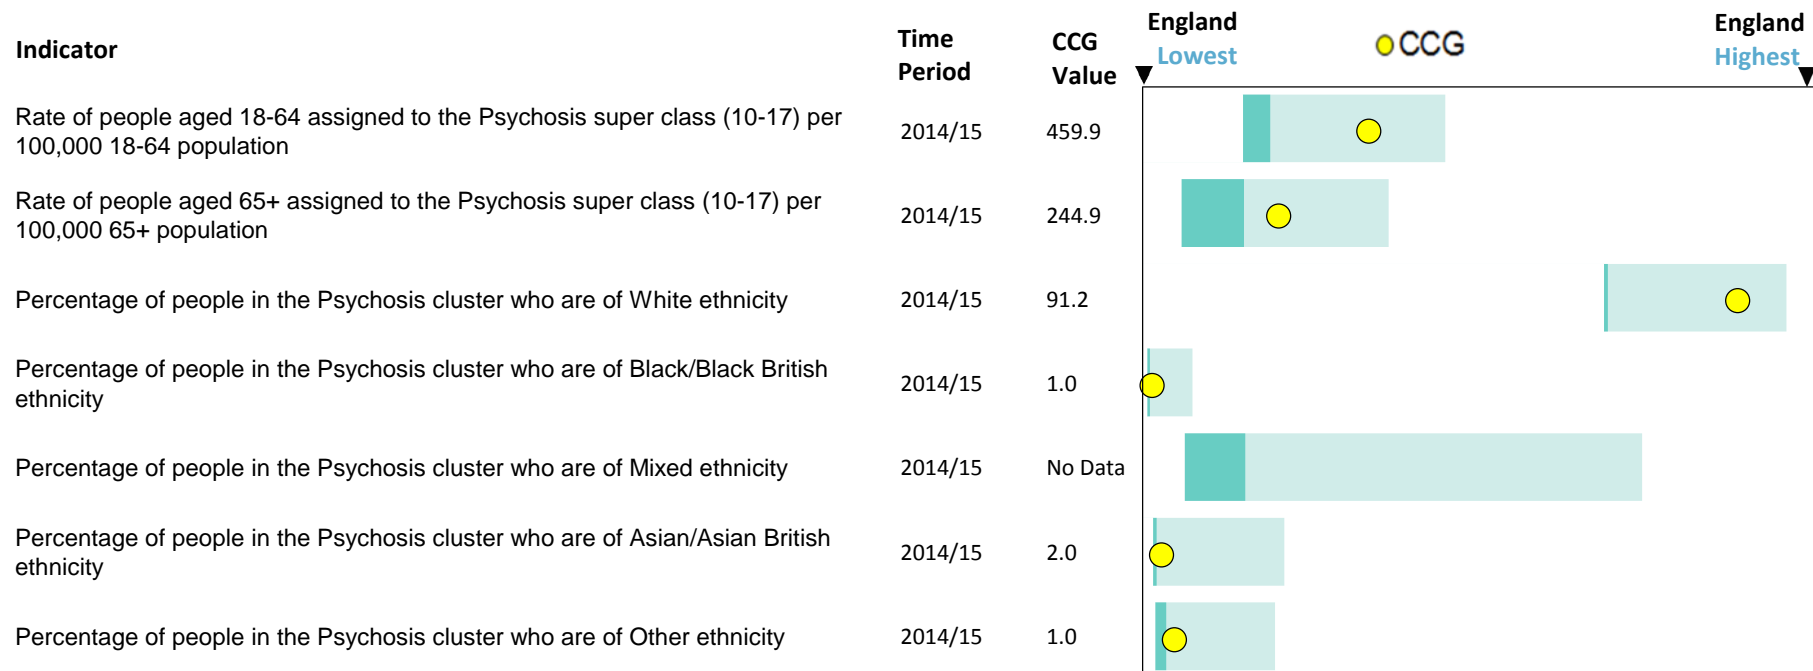 Indicator
Time
Period
CCG
Value
England
Lowest
CCG
England
Highest
Rate of people aged 18-64 assigned to the Psychosis super class (10-17) per
100,000 18-64 population
2014/15
459.9
Rate of people aged 65+ assigned to the Psychosis super class (10-17) per
100,000 65+ population
2014/15
244.9
Percentage of people in the Psychosis cluster who are of White ethnicity
2014/15
91.2
Percentage of people in the Psychosis cluster who are of Black/Black British
ethnicity
2014/15
1.0
Percentage of people in the Psychosis cluster who are of Mixed ethnicity
2014/15
No Data
Percentage of people in the Psychosis cluster who are of Asian/Asian British
ethnicity
2014/15
2.0
Percentage of people in the Psychosis cluster who are of Other ethnicity
2014/15
1.0